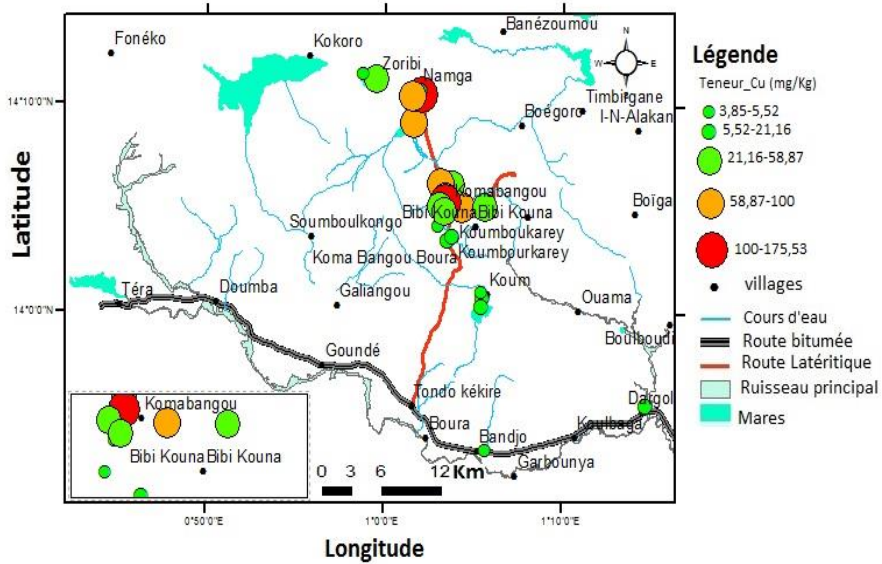 Banézoumou
Fonéko
Kokoro
Zoribi
Namga
N
W
E
S
14°10'0"N
Timbirgane
Boégoro
I-N-Alakan
Komabangou
Bibi Kouna
Bibi Kouna
Boïga
Soumboulkongo
Koumboukarey
Koma Bangou Boura
Koumbourkarey
Koum
14°0'0"N
Téra
Doumba
Galiangou
Ouama
Boulboudi
Goundé
Tondo kékire
Dargol
Boura
Bandjo
Koulbaga
Garbounya
Komabangou
Bibi Kouna
Bibi Kouna
0 3 6 12 Km
0°50'0"E
1°0'0"E
1°10'0"E
Latitude
Longitude
Légende
Teneur_Cu (mg/Kg)
3,85-5,52
5,52-21,16
21,16-58,87
58,87-100
100-175,53
villages
Cours d'eau
Route bitumée
Route Latéritique
Ruisseau principal
Mares